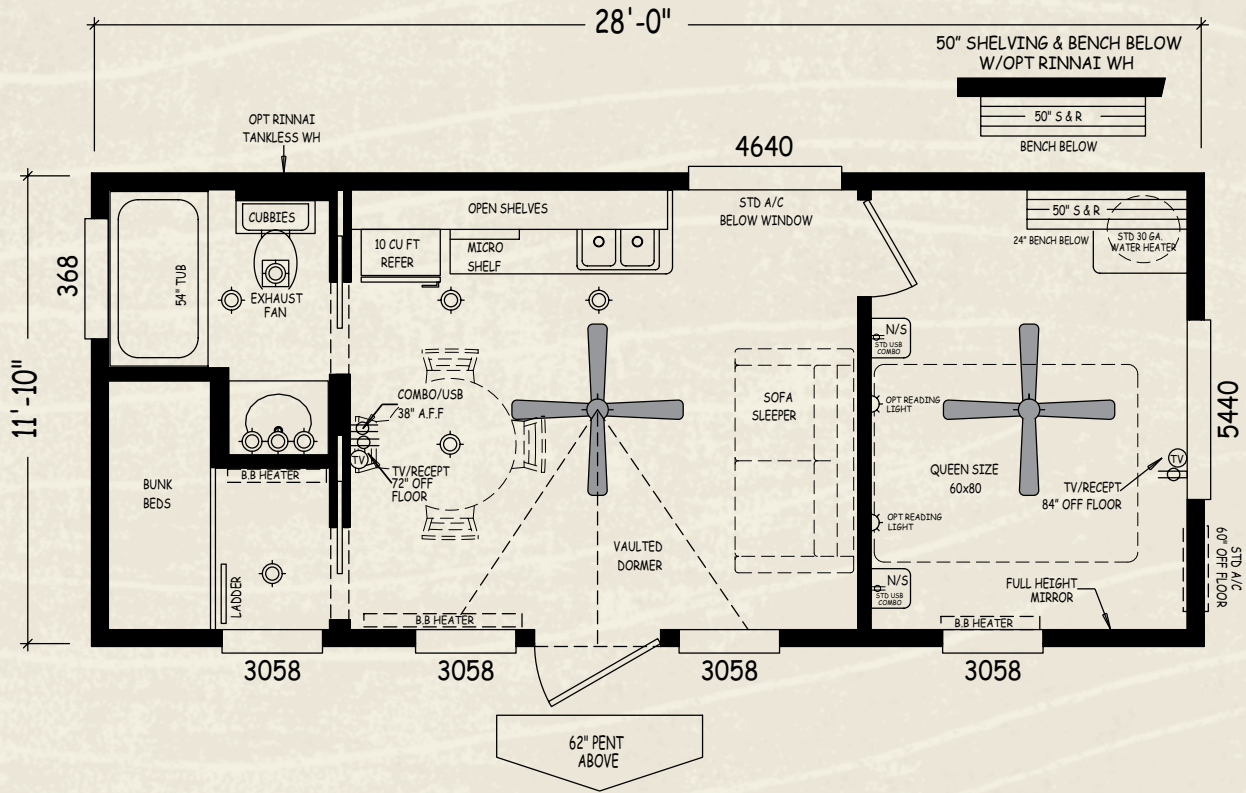 28'-0"
50" SHELVING & BENCH BELOW
W/OPT RINNAI WH
50" S & R
BENCH BELOW
OPT RINNAI
TANKLESS WH
4640
368
11'-10"
54" TUB
CUBBIES
EXHAUST
FAN
OPEN SHELVES
10 CU FT
REFER
MICRO
SHELF
STD A/C
BELOW WINDOW
50" S & R
24" BENCH BELOW
STD 30 GA.
WATER HEATER
N/S
STD USB
COMBO
COMBO/USB
38" A.F.F
TV
TV/RECEPT
72" OFF
FLOOR
SOFA
SLEEPER
OPT READING
LIGHT
QUEEN SIZE
60x80
OPT READING
LIGHT
TV
TV/RECEPT
84" OFF FLOOR
5440
BUNK
BEDS
B.B HEATER
LADDER
VAULTED
DORMER
N/S
STD USB
COMBO
FULL HEIGHT
MIRROR
STD A/C
60" OFF FLOOR
B.B HEATER
B.B HEATER
3058
3058
3058
3058
62" PENT
ABOVE